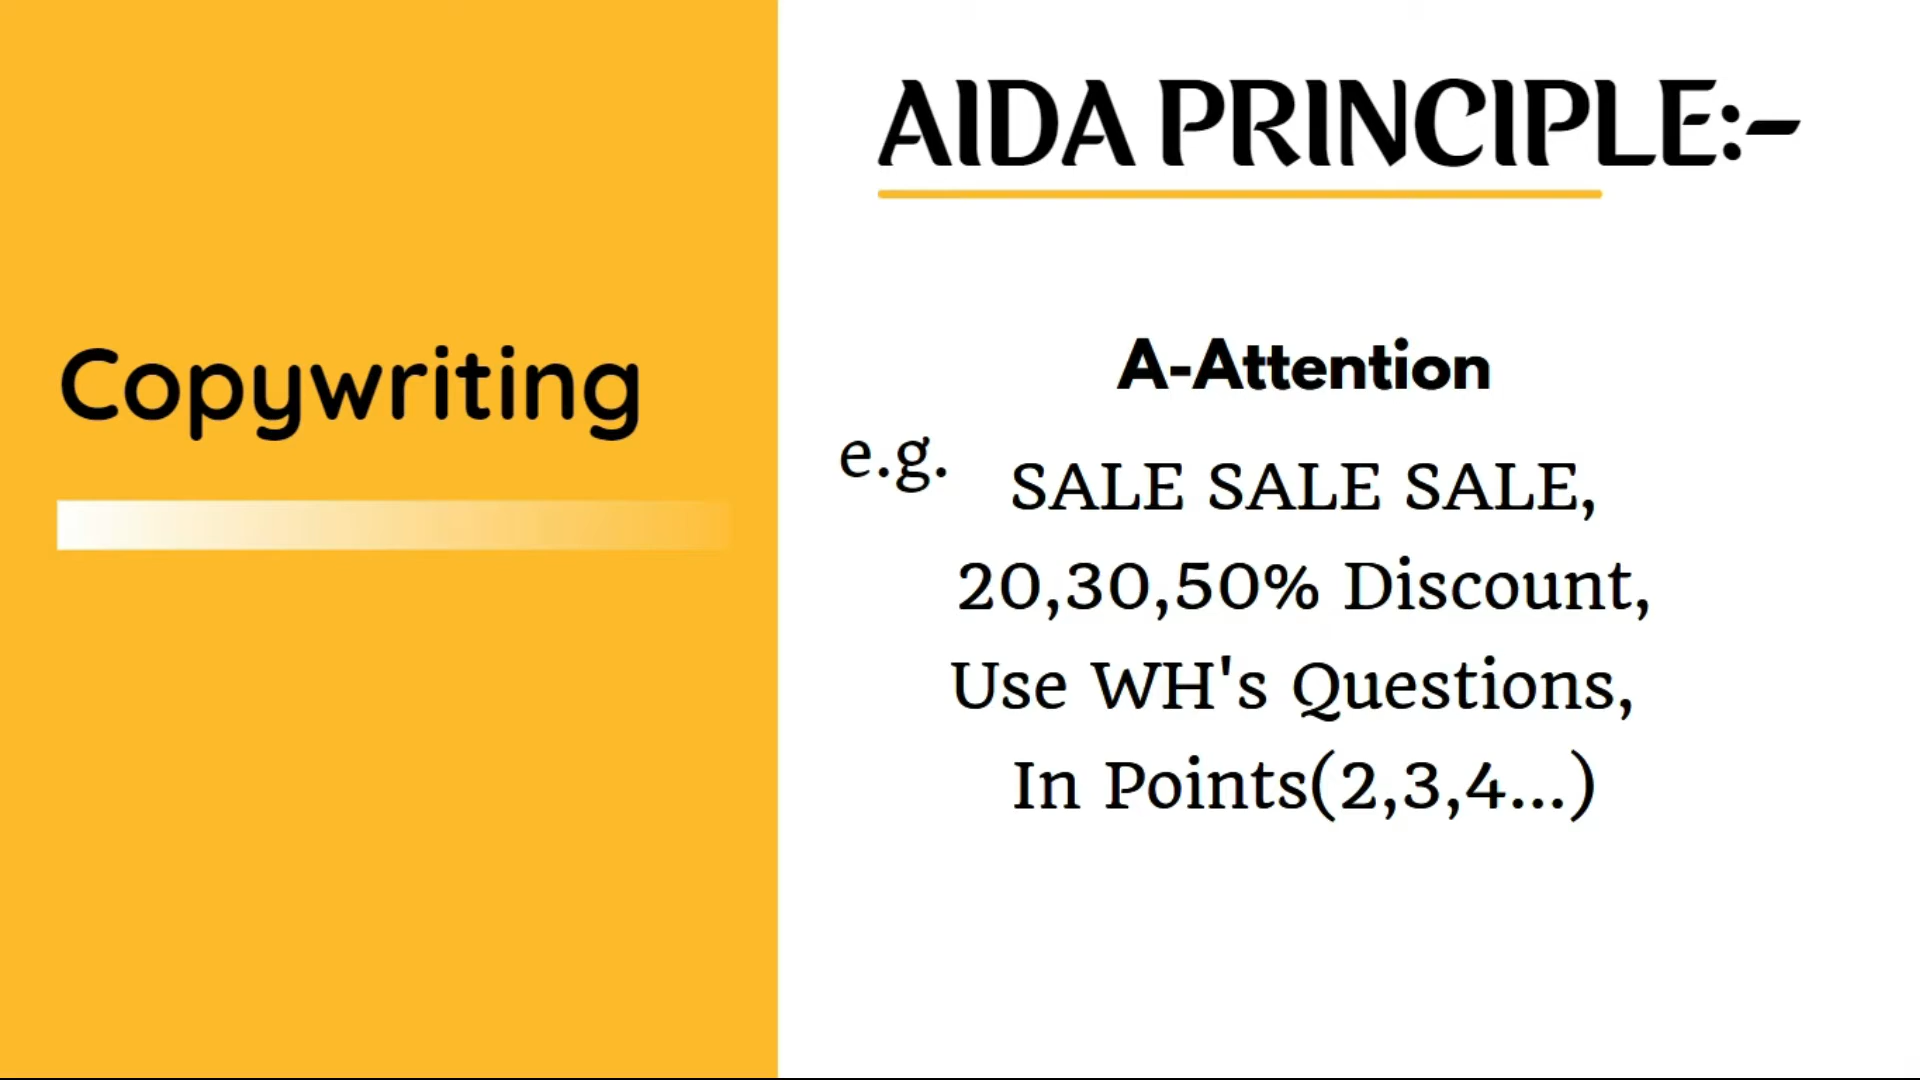 Copywriting
AIDA PRINCIPLE:-
A-Attention
e.g.
SALE SALE SALE,
20,30,50% Discount,
Use WH's Questions,
In Points(2,3,4...)